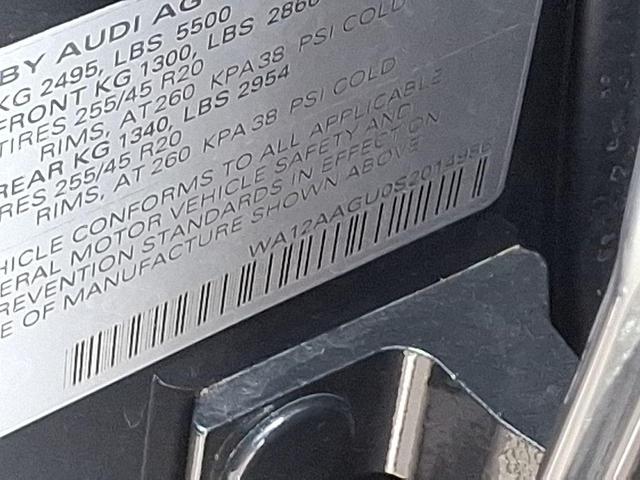 BY AUDI AG
KG 2495, LBS 5500
FRONT KG 1300, LBS 2866
TIRES 255/45 R20
RIMS, AT 260 KPA 38 PSI COLD
REAR KG 1340, LBS 2954
RES 255/45 R20
RIMS, AT 260 KPA 38 PSI COLD
HICLE CONFORMS TO ALL APPLICABLE
ERAL MOTOR VEHICLE SAFETY AND
REVENTION STANDARDS IN EFFECT ON
E OF MANUFACTURE SHOWN ABOVE